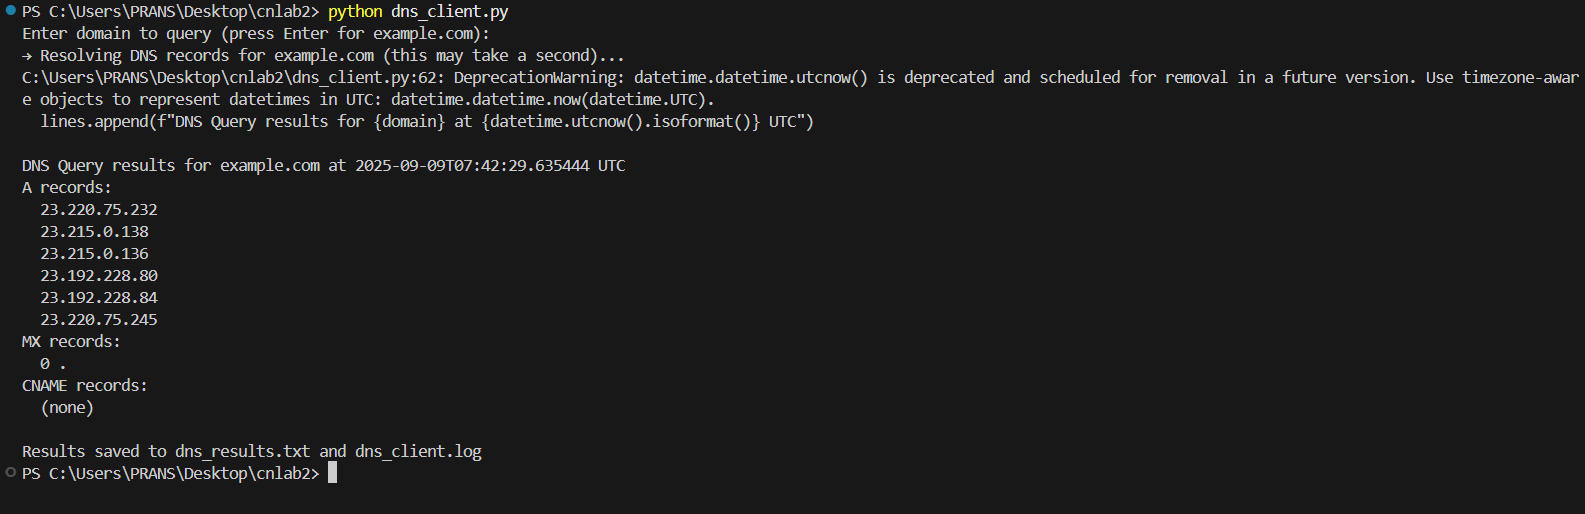 PS C:\Users\PRANS\Desktop\cnlab2> python dns_client.py
Enter domain to query (press Enter for example.com):
→ Resolving DNS records for example.com (this may take a second)...
C:\Users\PRANS\Desktop\cnlab2\dns_client.py:62: DeprecationWarning: datetime.datetime.utcnow() is deprecated and scheduled for removal in a future version. Use timezone-awar
e objects to represent datetimes in UTC: datetime.datetime.now(datetime.UTC).
  lines.append(f"DNS Query results for {domain} at {datetime.utcnow().isoformat()} UTC")

DNS Query results for example.com at 2025-09-09T07:42:29.635444 UTC
A records:
  23.220.75.232
  23.215.0.138
  23.215.0.136
  23.192.228.80
  23.192.228.84
  23.220.75.245
MX records:
  0 .
CNAME records:
  (none)

Results saved to dns_results.txt and dns_client.log
PS C:\Users\PRANS\Desktop\cnlab2>